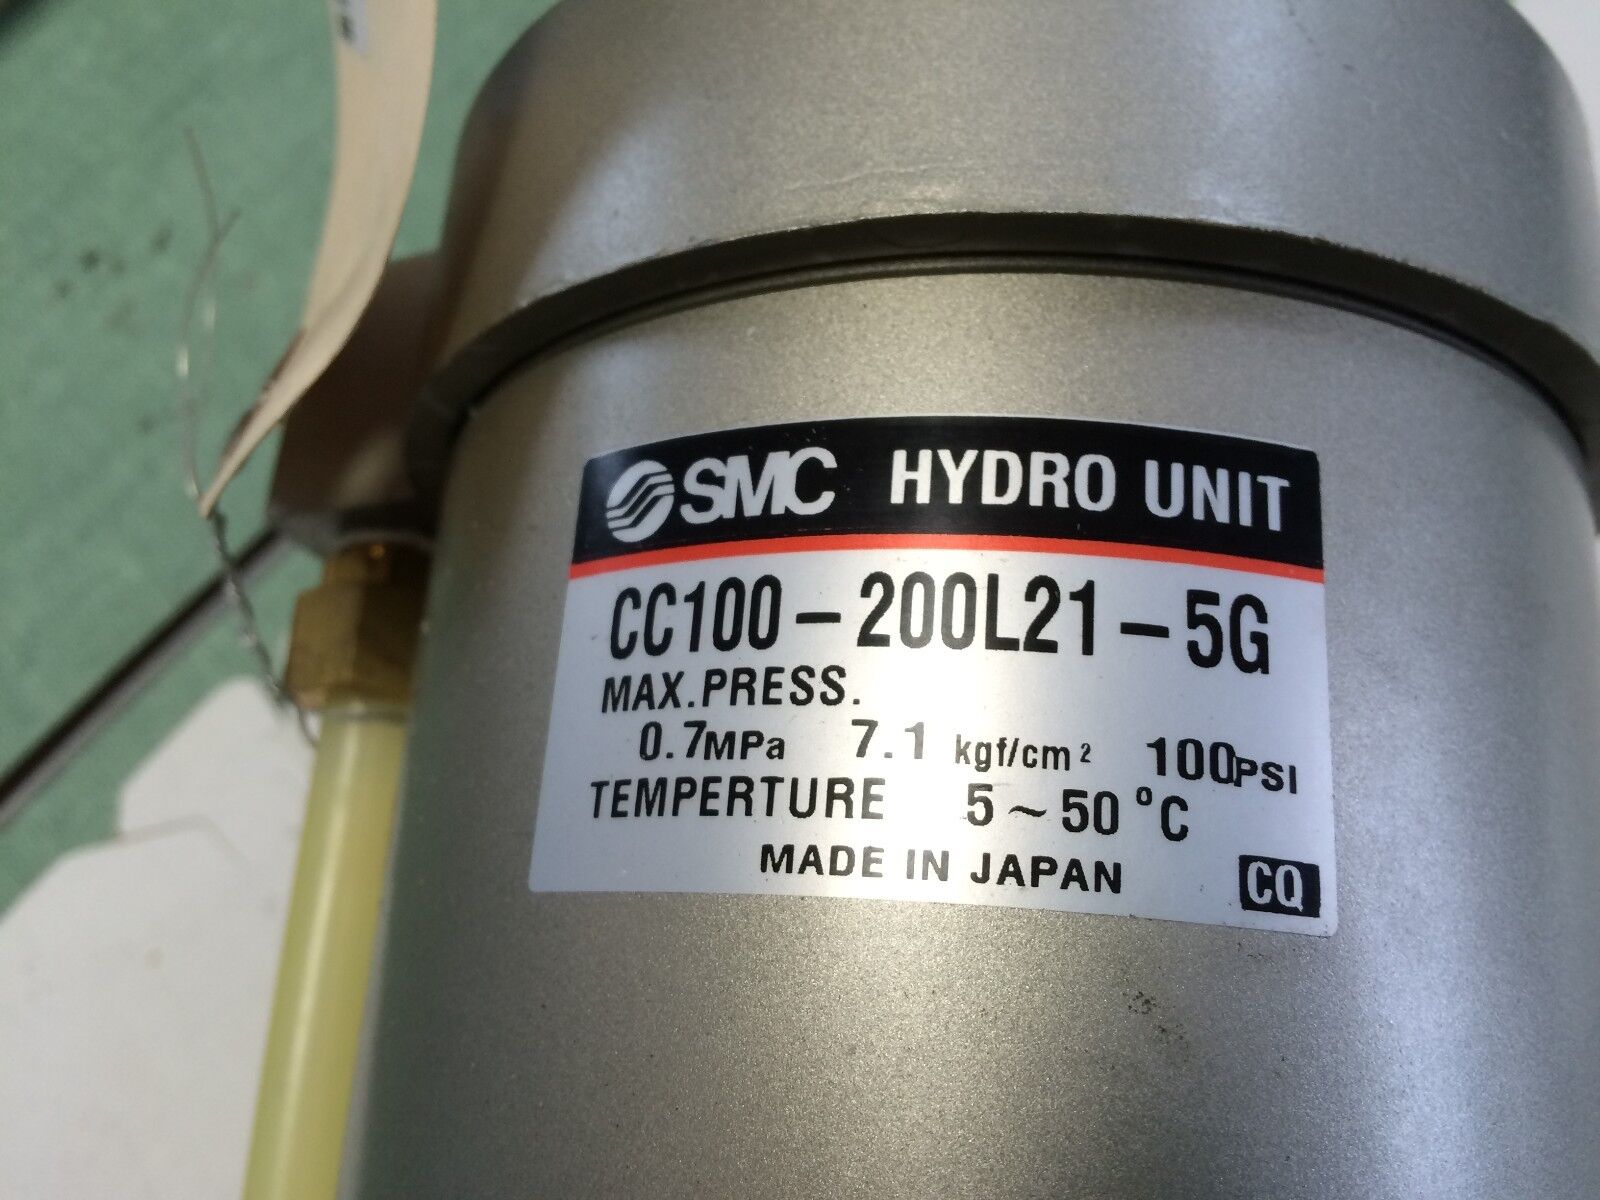 SMC HYDRO UNIT
CC100-200L21-5G
MAX.PRESS.
0.7MPa 7.1 kgf/cm² 100PSI
TEMPERTURE 5~50°C
MADE IN JAPAN CQ